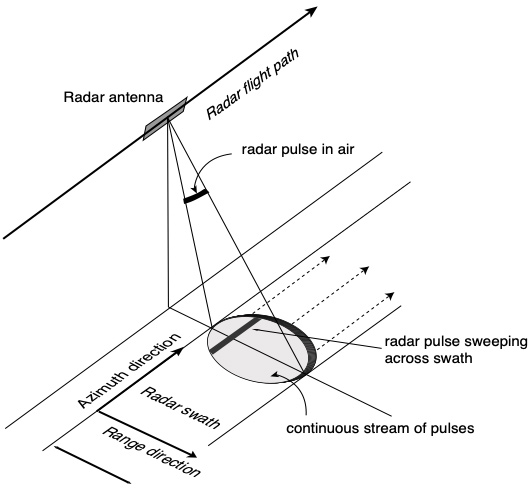 Radar antenna
Radar flight path
radar pulse in air
radar pulse sweeping
across swath
Azimuth direction
Radar swath
continuous stream of pulses
Range direction